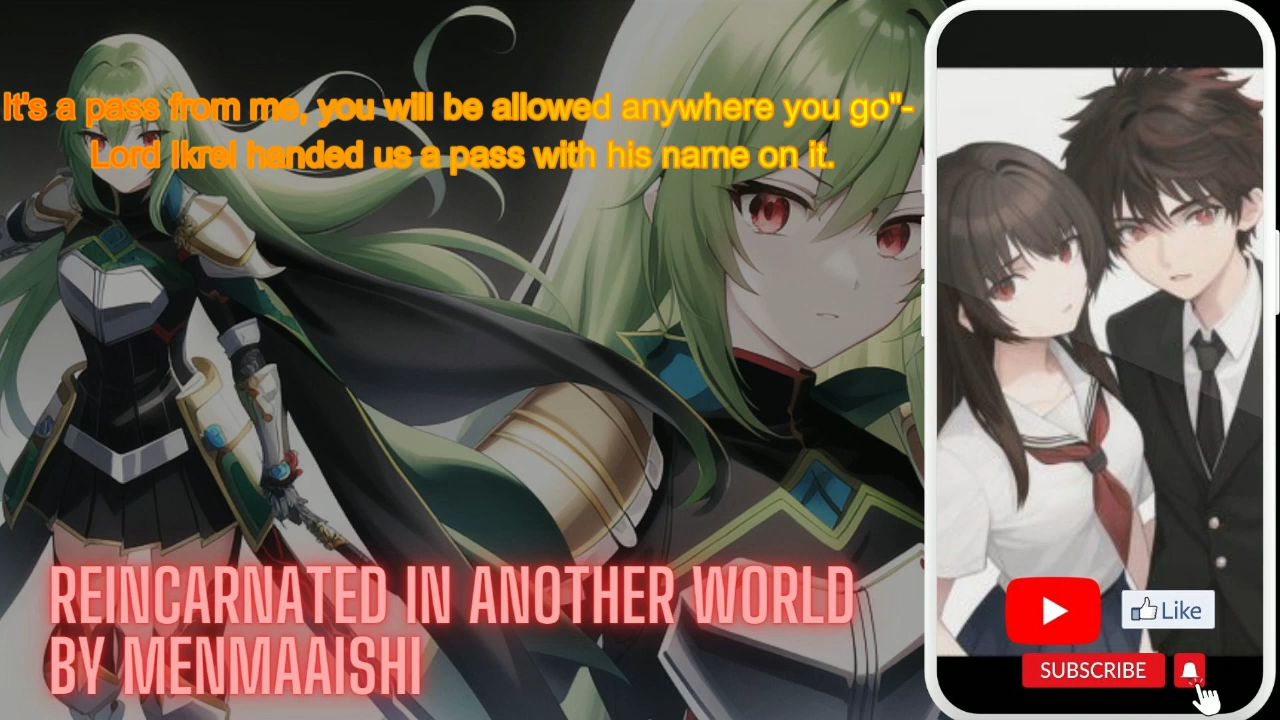 It's a pass from me, you will be allowed anywhere you go"-
Lord Ikrel handed us a pass with his name on it.
REINCARNATED IN ANOTHER WORLD
BY MENMAAISHI
Like
SUBSCRIBE